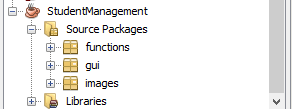 StudentManagement
Source Packages
functions
gui
images
Libraries